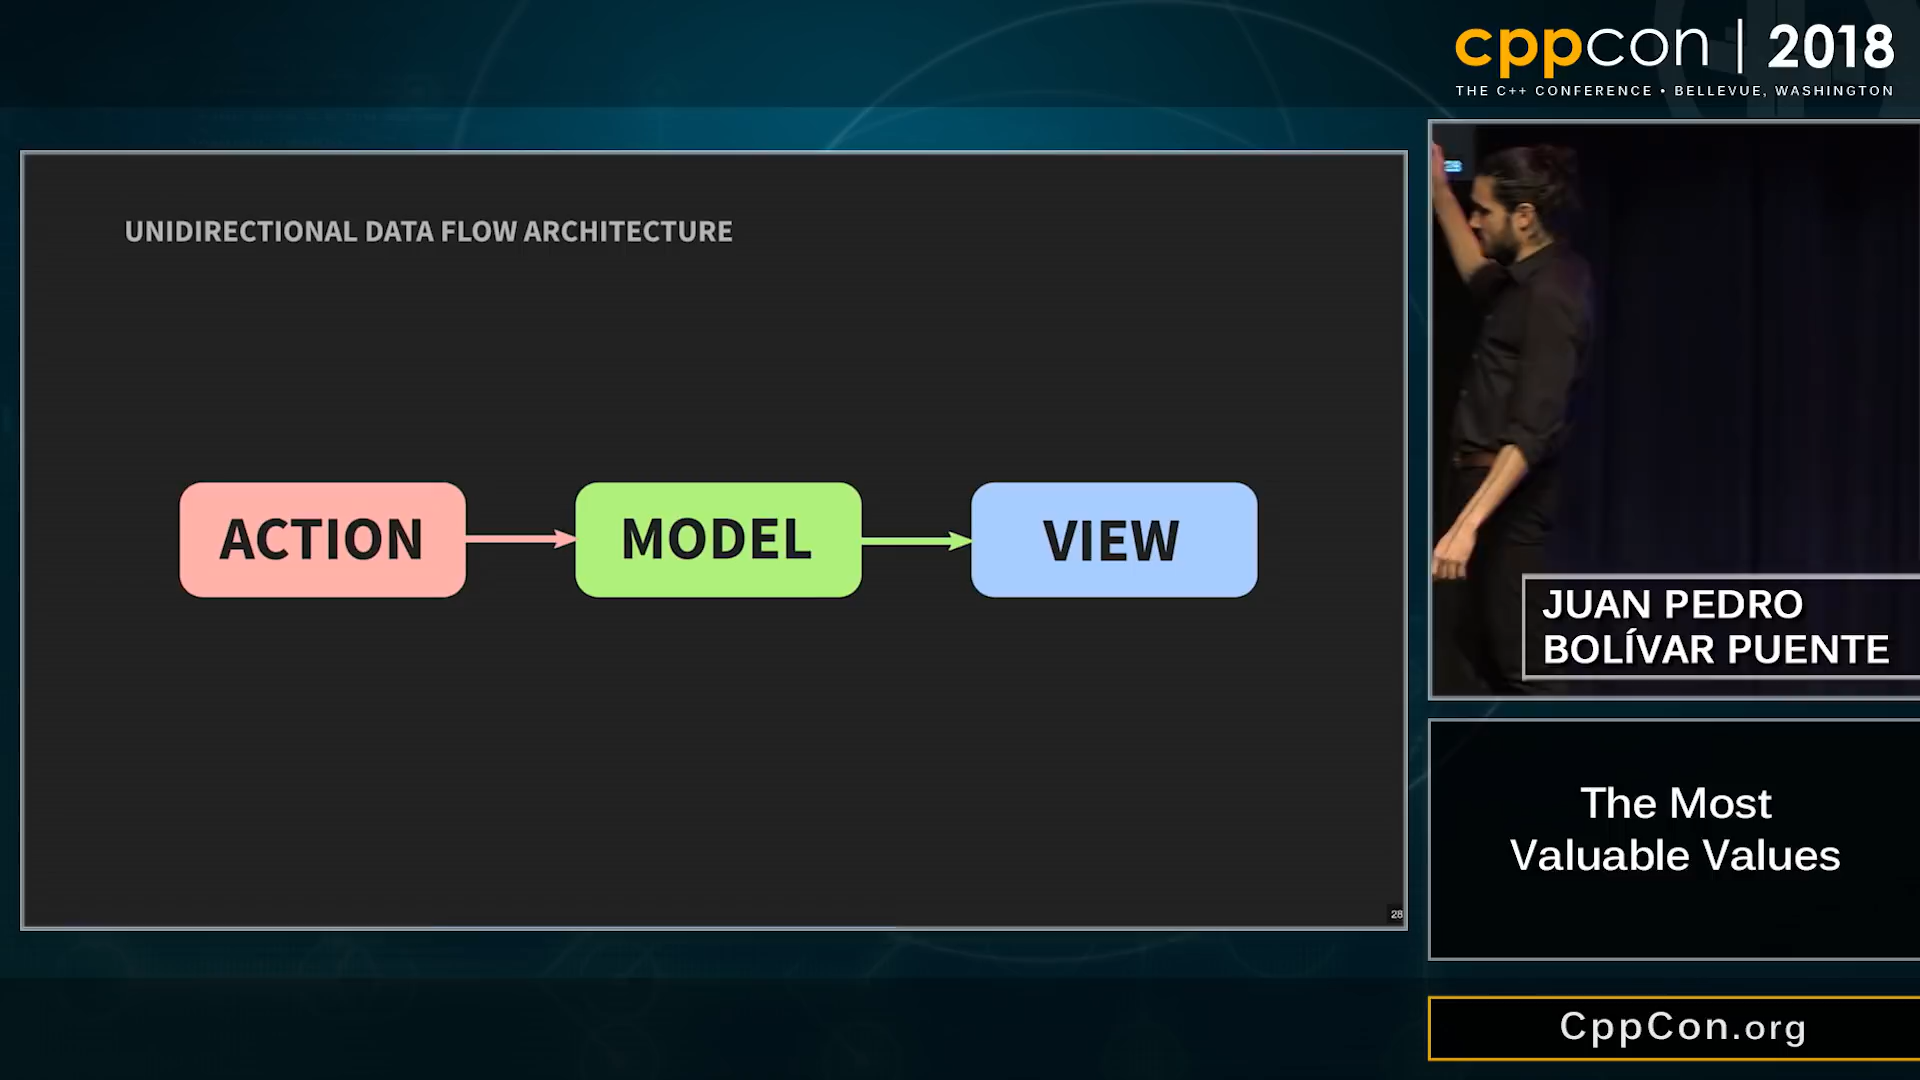 cppcon | 2018
THE C++ CONFERENCE • BELLEVUE, WASHINGTON
UNIDIRECTIONAL DATA FLOW ARCHITECTURE
ACTION
MODEL
VIEW
28
JUAN PEDRO
BOLÍVAR PUENTE
The Most
Valuable Values
CppCon.org